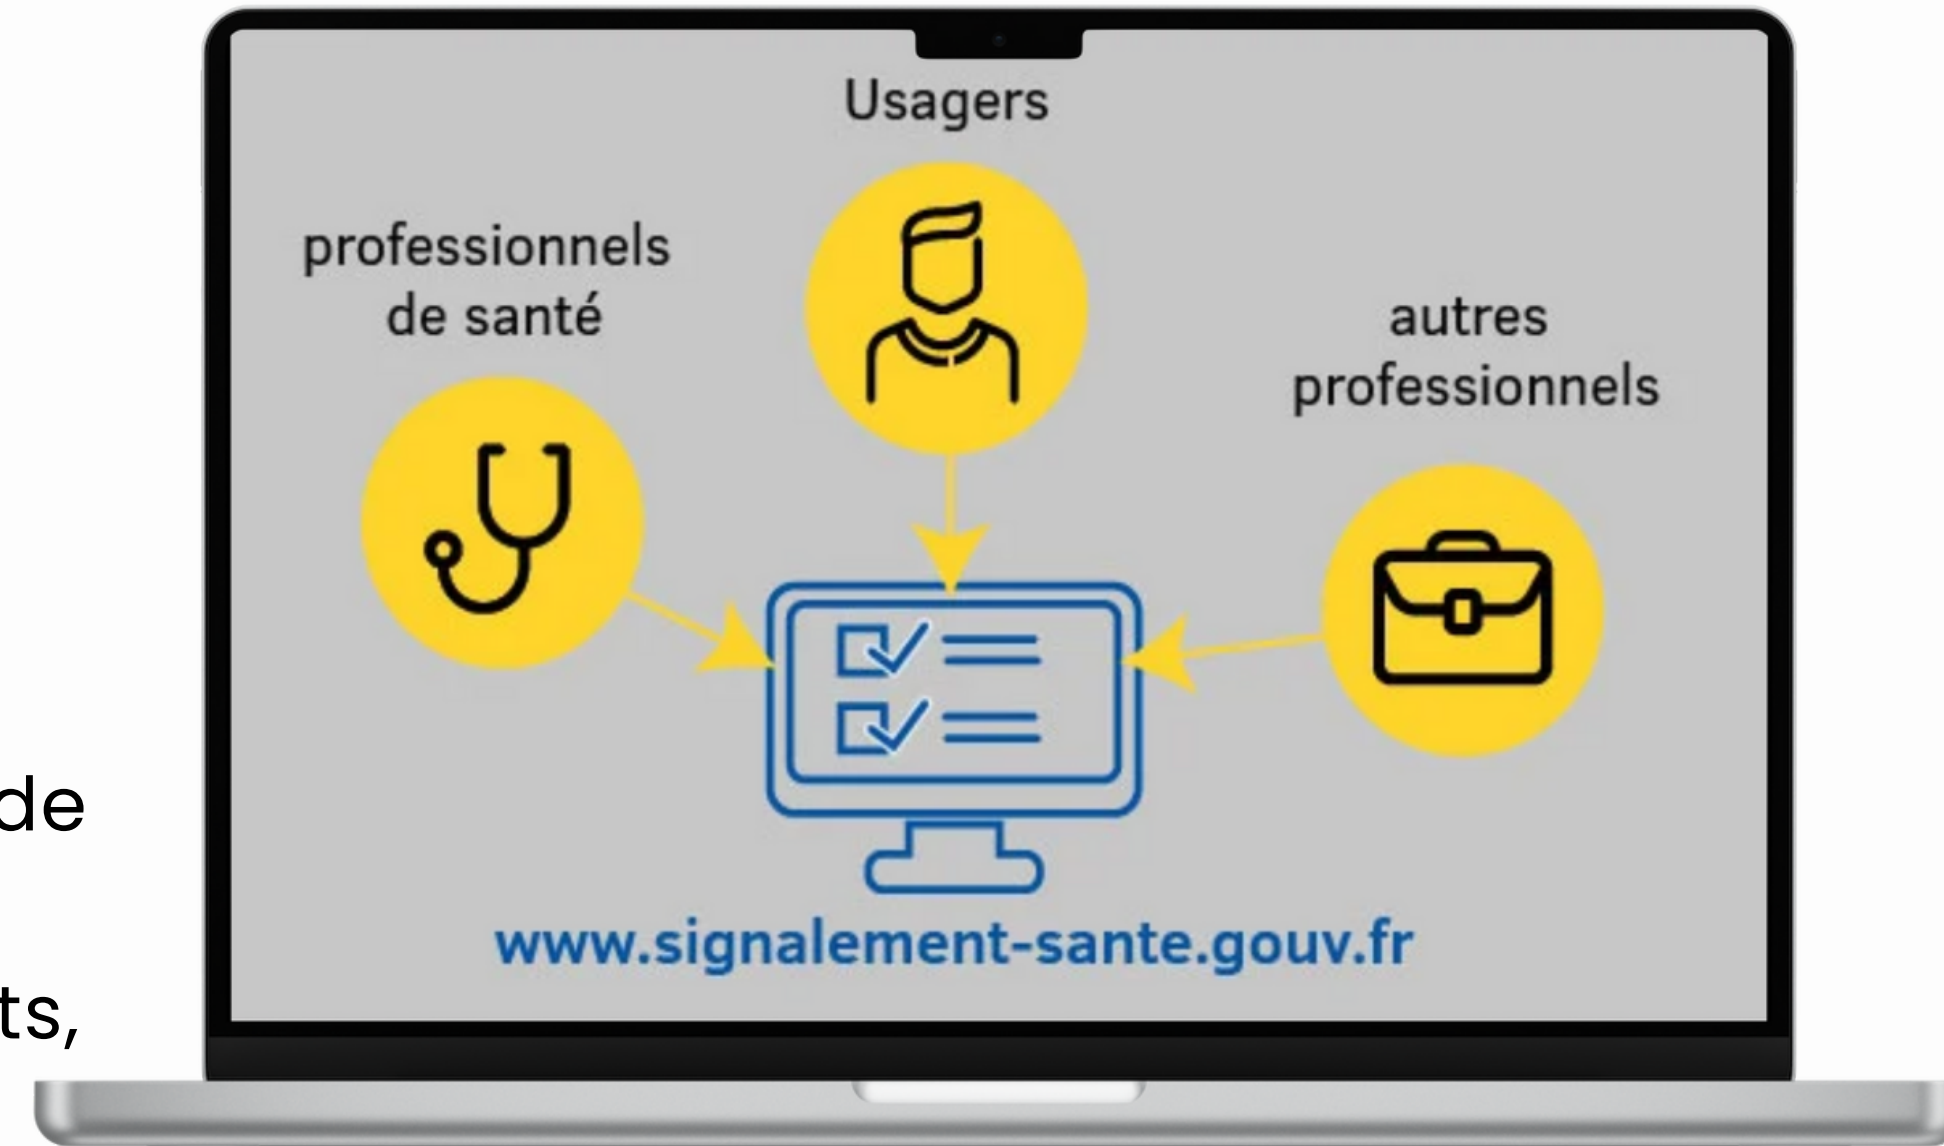 Usagers
professionnels
de santé
autres
professionnels
de
ts,
www.signalement-sante.gouv.fr